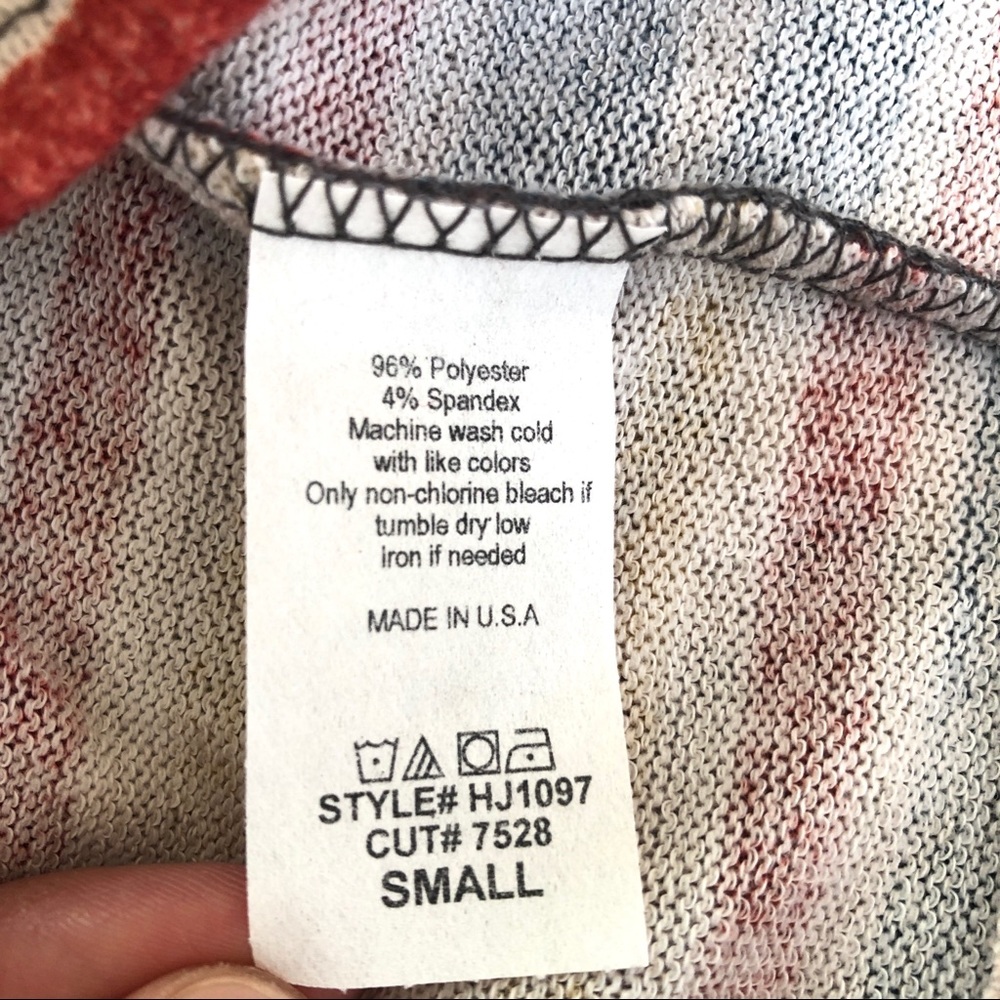 96% Polyester
4% Spandex
Machine wash cold
with like colors
Only non-chlorine bleach if
tumble dry low
iron if needed
MADE IN U.S.A
STYLE# HJ1097
CUT# 7528
SMALL